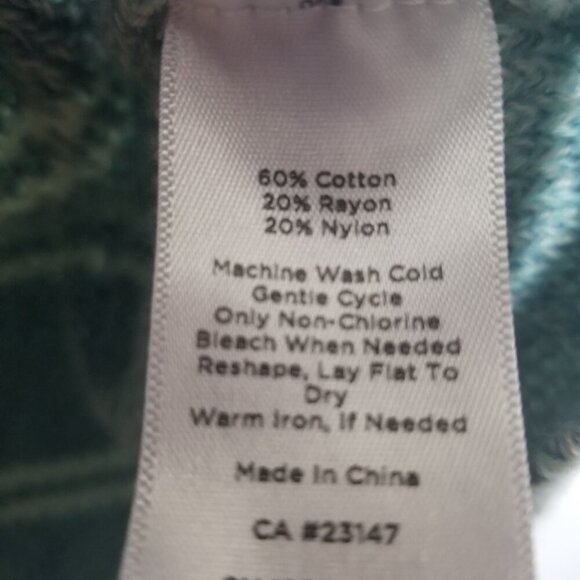 60% Cotton
20% Rayon
20% Nylon
Machine Wash Cold
Gentle Cycle
Only Non-Chlorine
Bleach When Needed
Reshape, Lay Flat To
Dry
Warm Iron, If Needed
Made In China
CA #23147